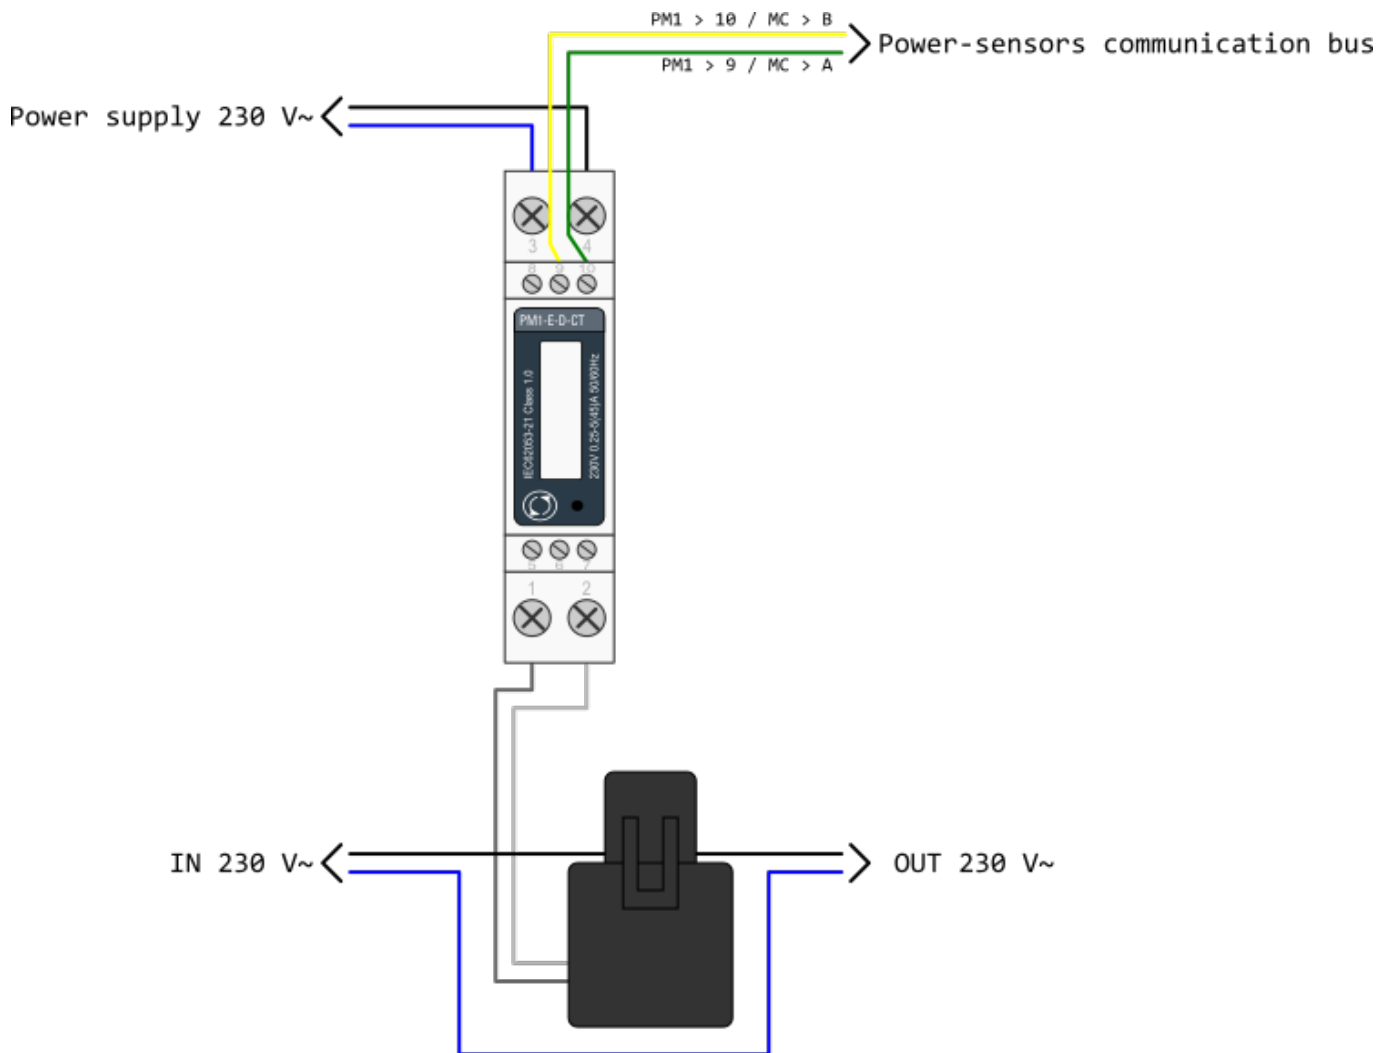 PM1 > 10 / MC > B
Power-sensors communication bus
PM1 > 9 / MC > A
Power supply 230 V~
3
4
8
9
10
PM1-E-D-CT
IEC62053-21 Class 1.0
230V 0.25-5(45)A 50/60Hz
5
6
7
1
2
IN 230 V~
OUT 230 V~